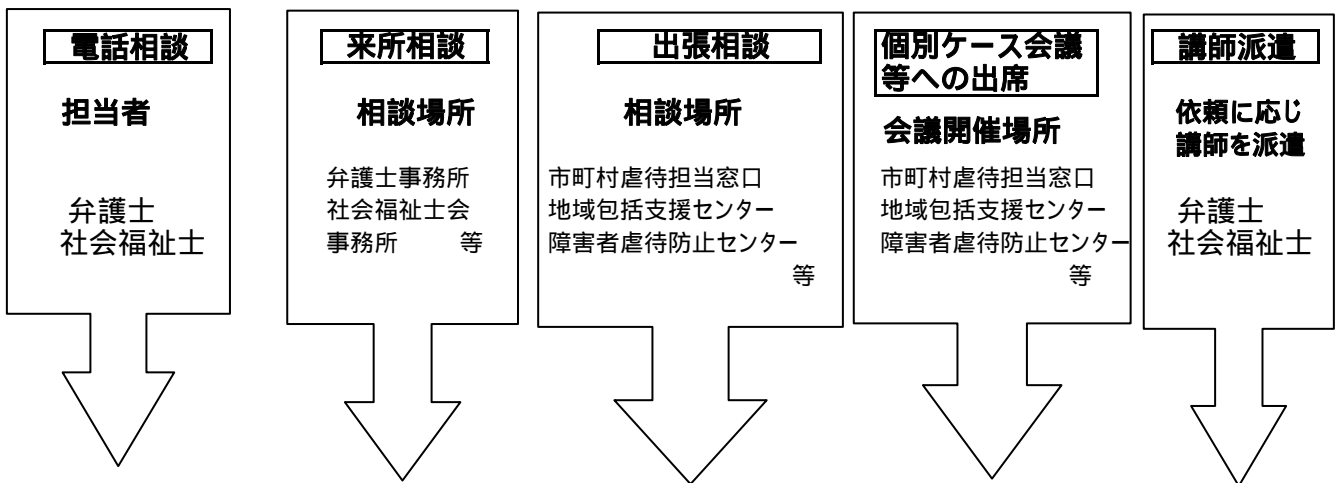 電話相談
担当者
弁護士
社会福祉士
来所相談
相談場所
弁護士事務所
社会福祉士会
事務所　等
出張相談
相談場所
市町村虐待担当窓口
地域包括支援センター
障害者虐待防止センター
等
個別ケース会議
等への出席
会議開催場所
市町村虐待担当窓口
地域包括支援センター
障害者虐待防止センター
等
講師派遣
依頼に応じ
講師を派遣
弁護士
社会福祉士